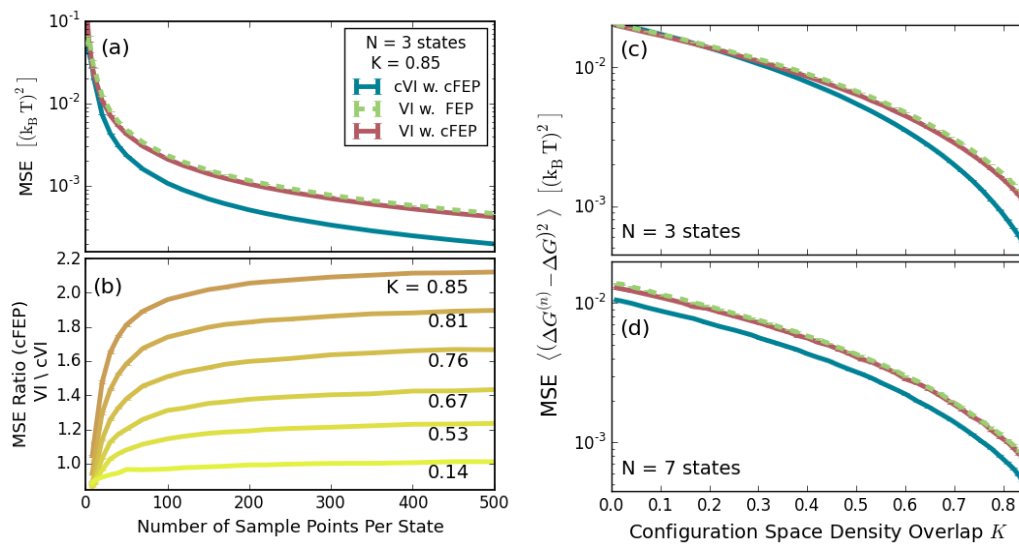 (a)
N = 3 states
K = 0.85
cVI w. cFEP
VI w. FEP
VI w. cFEP
MSE [(k_B T)^2]
10^-1
10^-2
10^-3
(b)
K = 0.85
0.81
0.76
0.67
0.53
0.14
MSE Ratio (cFEP)
VI \ cVI
2.2
2.0
1.8
1.6
1.4
1.2
1.0
0 100 200 300 400 500
Number of Sample Points Per State
(c)
N = 3 states
10^-2
10^-3
MSE ⟨(ΔG^(n) − ΔG)^2⟩ [(k_B T)^2]
(d)
N = 7 states
10^-2
10^-3
0.0 0.1 0.2 0.3 0.4 0.5 0.6 0.7 0.8
Configuration Space Density Overlap K